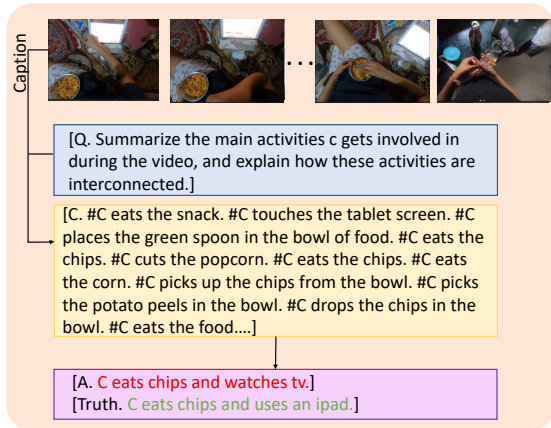 Caption
...
[Q. Summarize the main activities c gets involved in
during the video, and explain how these activities are
interconnected.]
[C. #C eats the snack. #C touches the tablet screen. #C
places the green spoon in the bowl of food. #C eats the
chips. #C cuts the popcorn. #C eats the chips. #C eats
the corn. #C picks up the chips from the bowl. #C picks
the potato peels in the bowl. #C drops the chips in the
bowl. #C eats the food....]
[A. C eats chips and watches tv.]
[Truth. C eats chips and uses an ipad.]